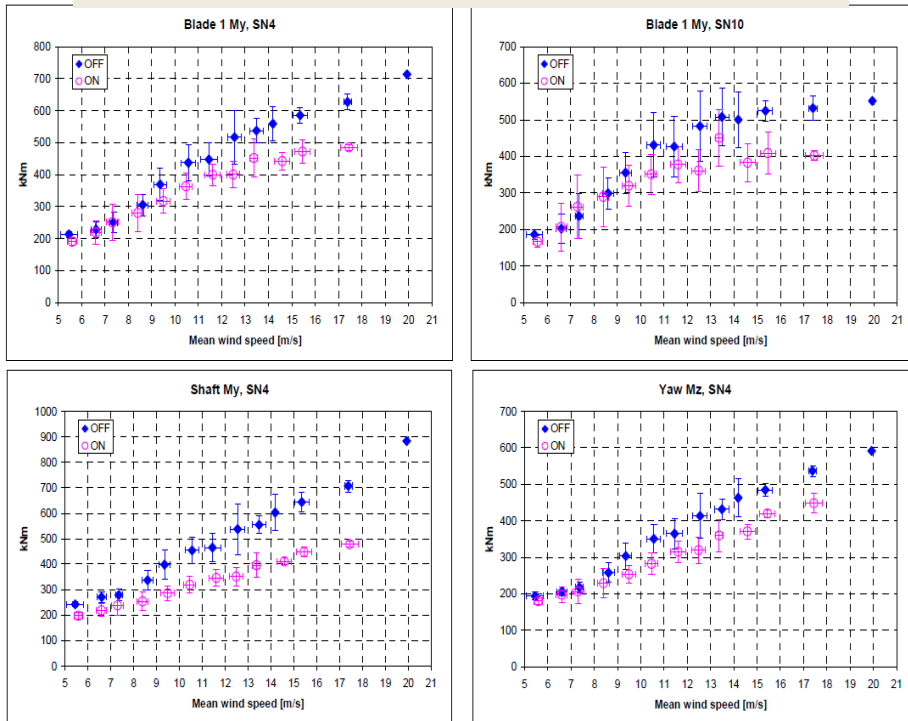 Blade 1 My, SN4
800
700
600
500
400
300
200
100
0
kNm
OFF
ON
5 6 7 8 9 10 11 12 13 14 15 16 17 18 19 20 21
Mean wind speed [m/s]
Blade 1 My, SN10
700
600
500
400
300
200
100
0
kNm
OFF
ON
5 6 7 8 9 10 11 12 13 14 15 16 17 18 19 20 21
Mean wind speed [m/s]
Shaft My, SN4
1000
900
800
700
600
500
400
300
200
100
0
kNm
OFF
ON
5 6 7 8 9 10 11 12 13 14 15 16 17 18 19 20 21
Mean wind speed [m/s]
Yaw Mz, SN4
700
600
500
400
300
200
100
0
kNm
OFF
ON
5 6 7 8 9 10 11 12 13 14 15 16 17 18 19 20 21
Mean wind speed [m/s]